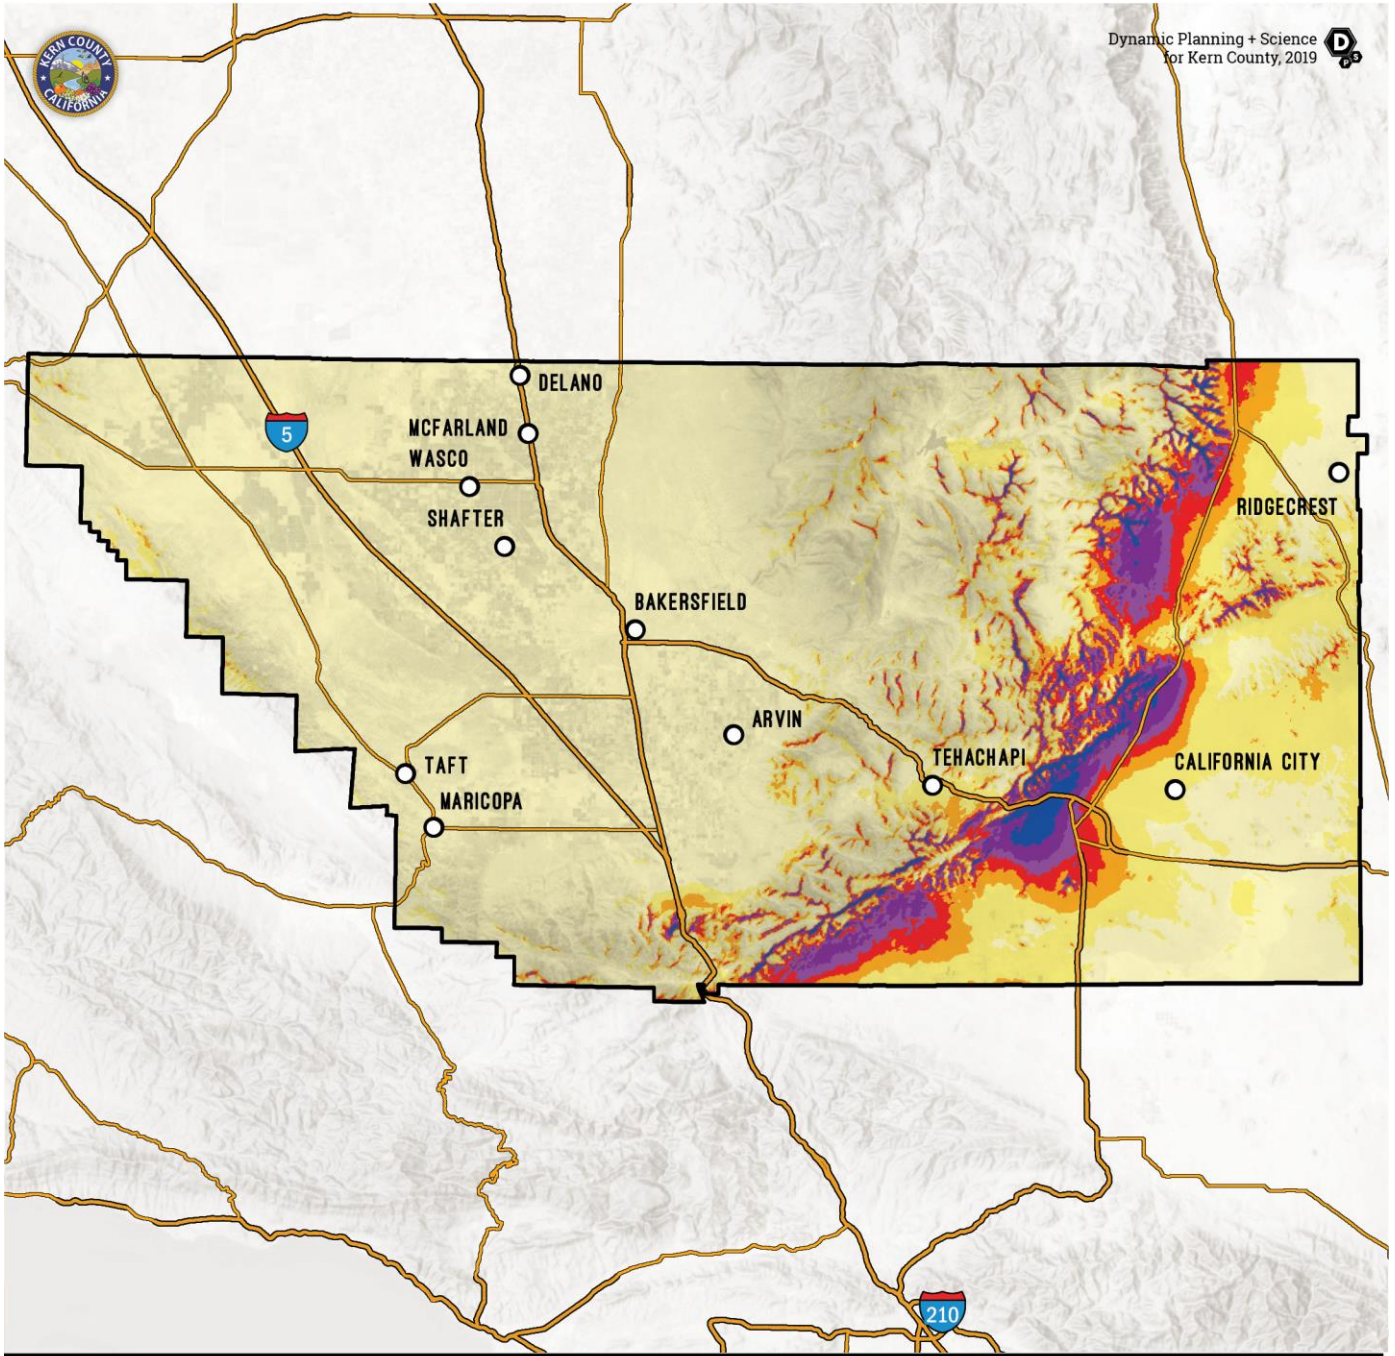 KERN COUNTY
CALIFORNIA
Dynamic Planning + Science
for Kern County, 2019
D
P
S
DELANO
5
MCFARLAND
WASCO
SHAFTER
RIDGECREST
BAKERSFIELD
ARVIN
TAFT
TEHACHAPI
CALIFORNIA CITY
MARICOPA
210